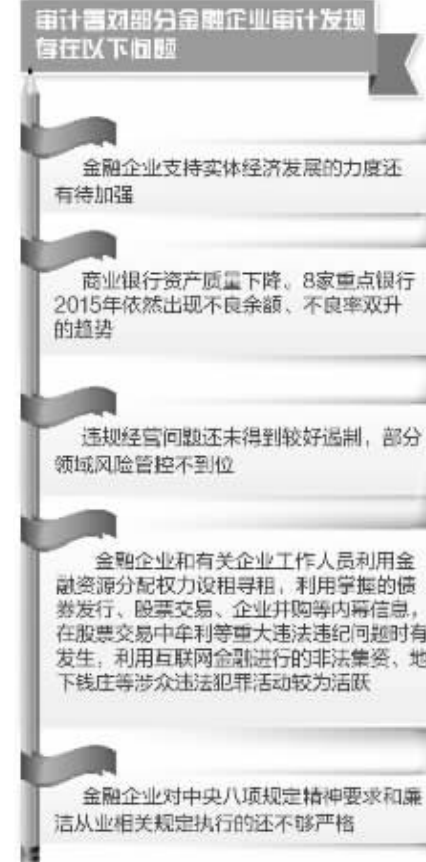 审计署对部分金融企业审计发现
存在以下问题
金融企业支持实体经济发展的力度还
有待加强
商业银行资产质量下降。8家重点银行
2015年依然出现不良余额、不良率双升
的趋势
违规经营问题还未得到较好遏制，部分
领域风险管控不到位
金融企业和有关企业工作人员利用金
融资源分配权力设租寻租，利用掌握的债
券发行、股票交易、企业并购等内幕信息，
在股票交易中牟利等重大违法违纪问题时有
发生；利用互联网金融进行的非法集资、地
下钱庄等涉众违法犯罪活动较为活跃
金融企业对中央八项规定精神要求和廉
洁从业相关规定执行的还不够严格